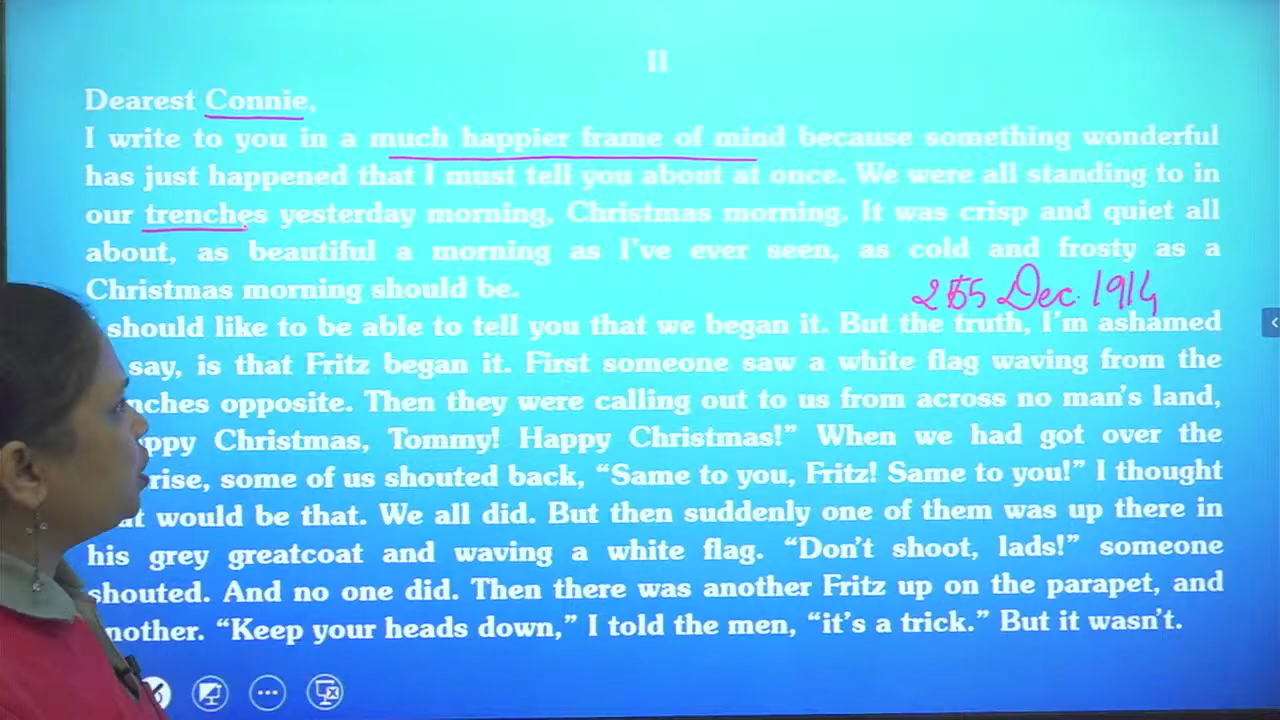 II
Dearest Connie,
I write to you in a much happier frame of mind because something wonderful
has just happened that I must tell you about at once. We were all standing to in
our trenches yesterday morning, Christmas morning. It was crisp and quiet all
about, as beautiful a morning as I've ever seen, as cold and frosty as a
Christmas morning should be.
25 Dec 1914
should like to be able to tell you that we began it. But the truth, I'm ashamed
say, is that Fritz began it. First someone saw a white flag waving from the
nches opposite. Then they were calling out to us from across no man's land,
appy Christmas, Tommy! Happy Christmas!” When we had got over the
rise, some of us shouted back, “Same to you, Fritz! Same to you!” I thought
at would be that. We all did. But then suddenly one of them was up there in
his grey greatcoat and waving a white flag. “Don't shoot, lads!” someone
shouted. And no one did. Then there was another Fritz up on the parapet, and
nother. “Keep your heads down,” I told the men, “it's a trick.” But it wasn't.